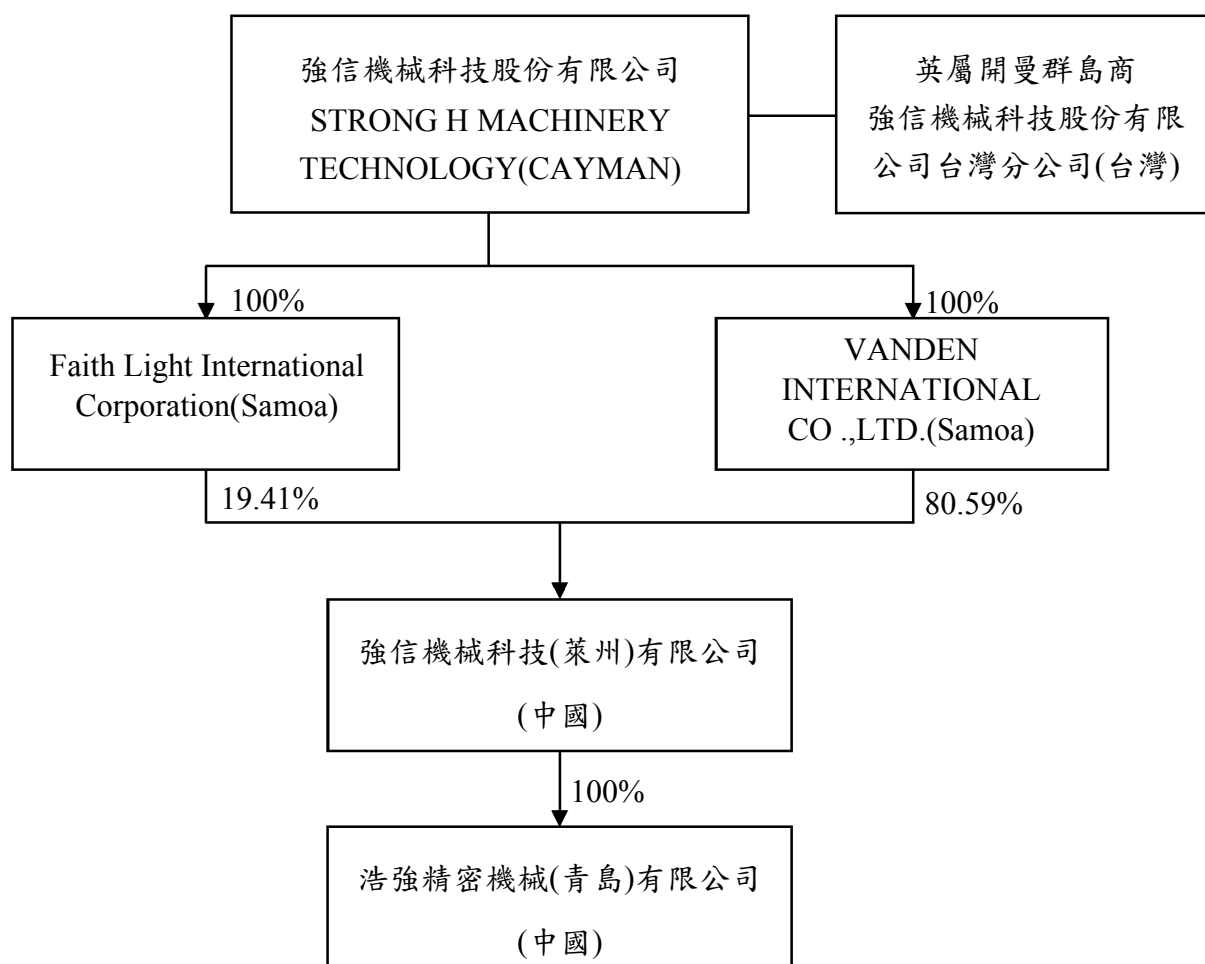 強信機械科技股份有限公司
STRONG H MACHINERY
TECHNOLOGY(CAYMAN)
英屬開曼群島商
強信機械科技股份有限
公司台灣分公司(台灣)
100%
100%
Faith Light International
Corporation(Samoa)
VANDEN
INTERNATIONAL
CO .,LTD.(Samoa)
19.41%
80.59%
強信機械科技(萊州)有限公司
(中國)
100%
浩強精密機械(青島)有限公司
(中國)